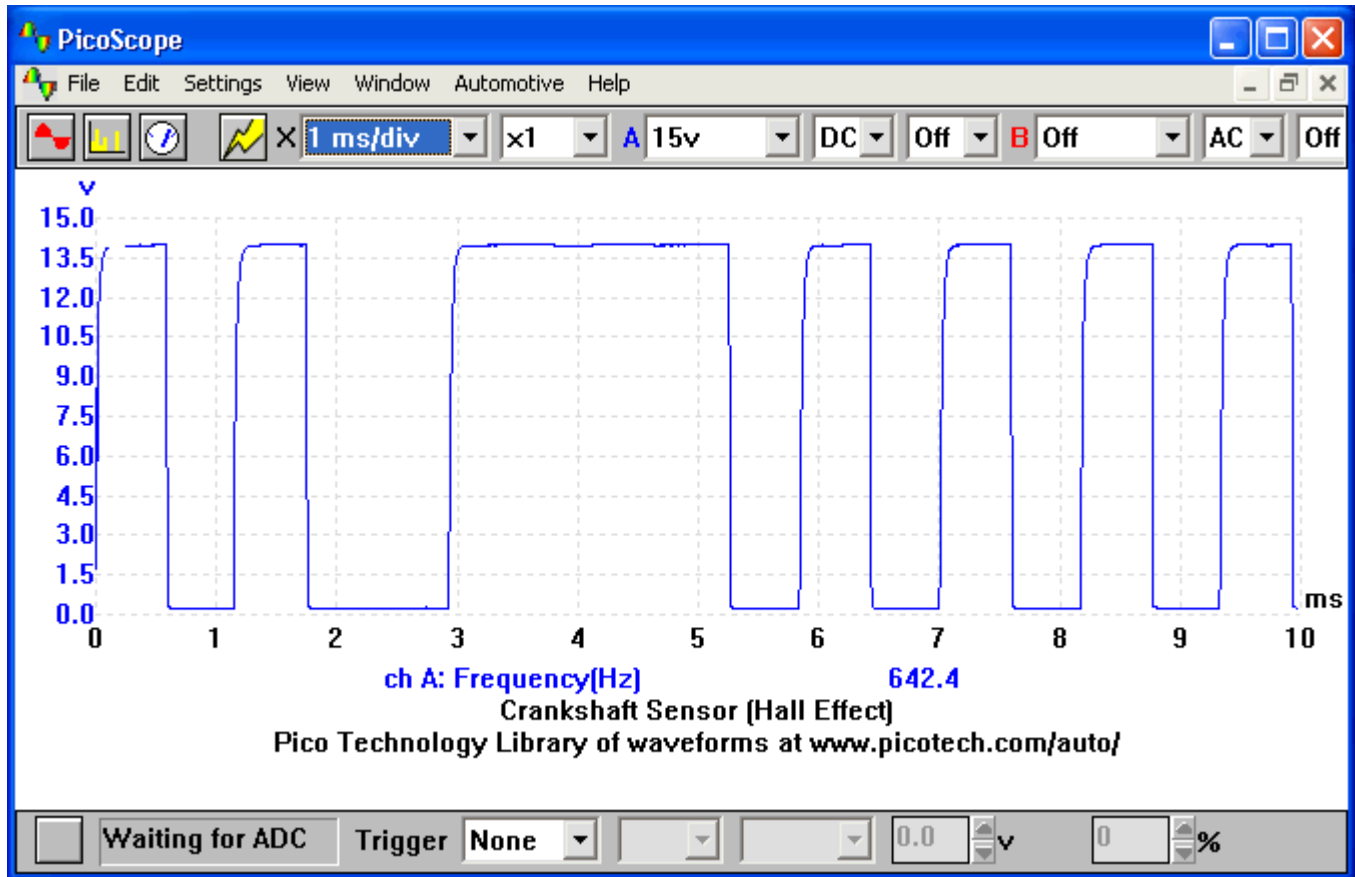 PicoScope
File Edit Settings View Window Automotive Help
X 1 ms/div x1 A 15v DC Off B Off AC Off
v
15.0
13.5
12.0
10.5
9.0
7.5
6.0
4.5
3.0
1.5
0.0
ms
0 1 2 3 4 5 6 7 8 9 10
ch A: Frequency(Hz) 642.4
Crankshaft Sensor (Hall Effect)
Pico Technology Library of waveforms at www.picotech.com/auto/
Waiting for ADC Trigger None 0.0 v 0 %